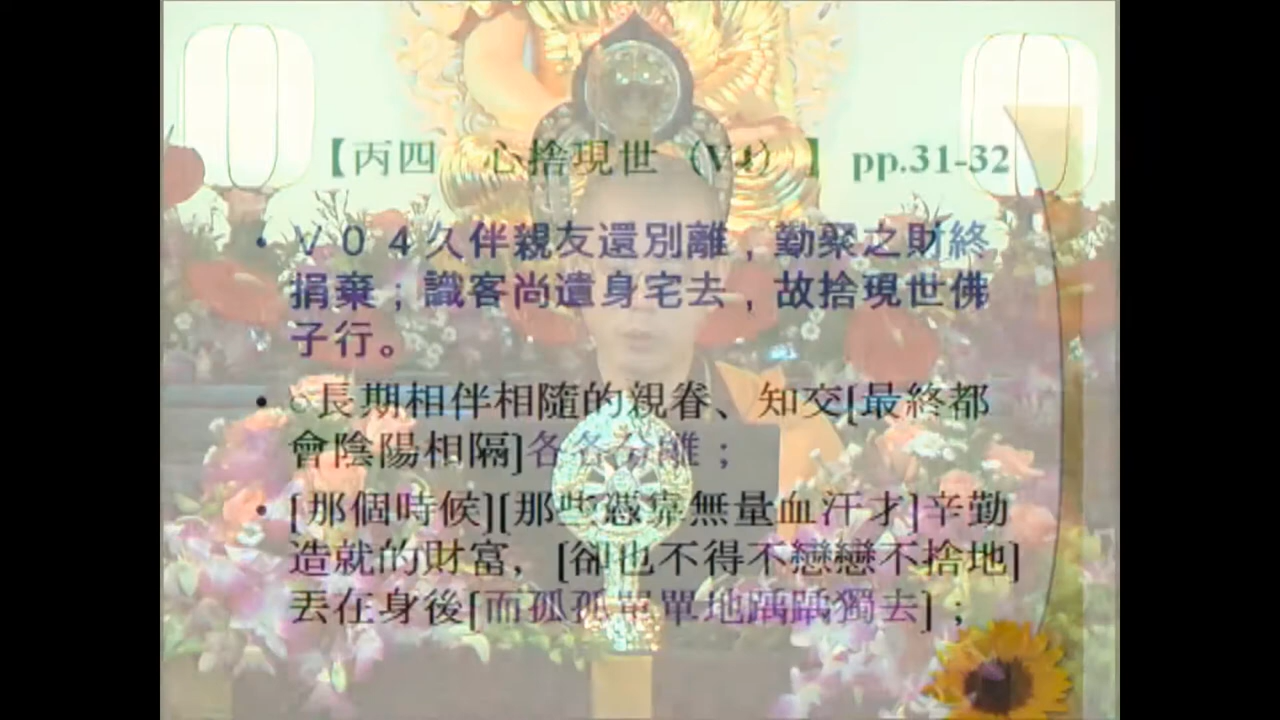 【丙四 心捨現世（V4）】 pp.31-32
• V０４久伴親友還別離，勤聚之財終
捐棄；識客尚遺身宅去，故捨現世佛
子行。
• 6長期相伴相隨的親眷、知交[最終都
會陰陽相隔]各各分離；
• [那個時候][那些憑靠無量血汗才]辛勤
造就的財富，[卻也不得不戀戀不捨地]
丟在身後[而孤孤單單地踽踽獨去]；